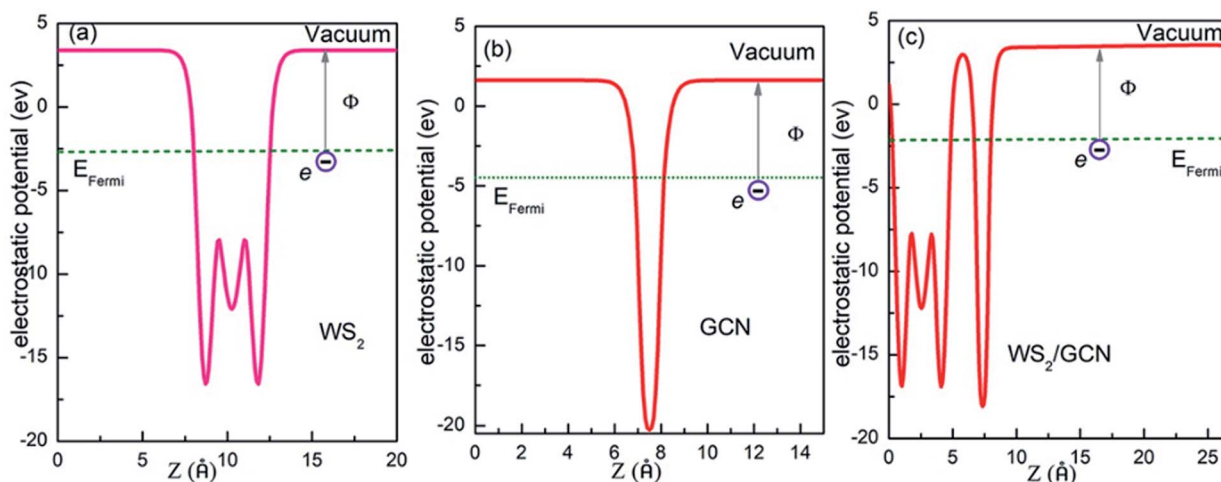 (a)
Vacuum
Φ
E_Fermi
e
WS₂
electrostatic potential (ev)
5
0
-5
-10
-15
-20
0 5 10 15 20
Z (Å)
(b)
Vacuum
Φ
E_Fermi
e
GCN
electrostatic potential (ev)
5
0
-5
-10
-15
-20
0 2 4 6 8 10 12 14
Z (Å)
(c)
Vacuum
Φ
E_Fermi
e
WS₂/GCN
electrostatic potential (ev)
5
0
-5
-10
-15
-20
0 5 10 15 20 25
Z (Å)